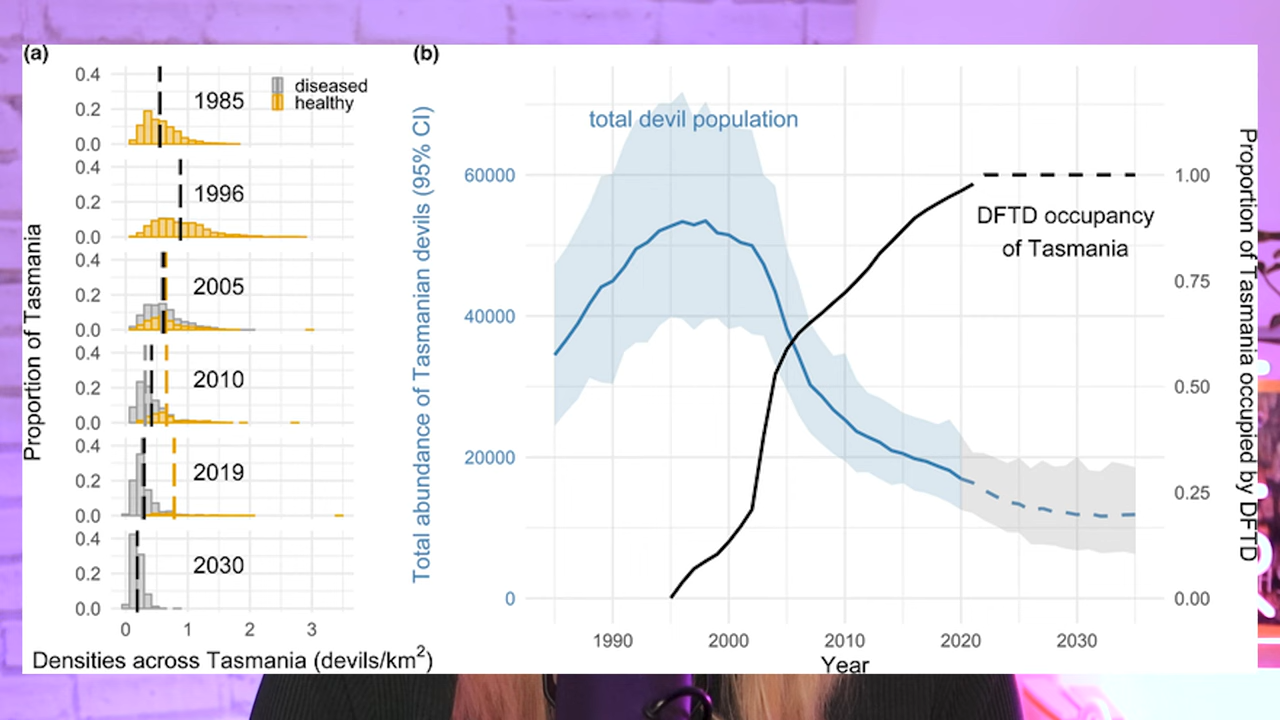 (a)
0.4
0.2
0.0
1985
diseased
healthy
0.4
0.2
0.0
1996
0.4
0.2
0.0
2005
0.4
0.2
0.0
2010
0.4
0.2
0.0
2019
0.4
0.2
0.0
2030
0 1 2 3
Proportion of Tasmania
Densities across Tasmania (devils/km²)
(b)
total devil population
60000
40000
20000
0
Total abundance of Tasmanian devils (95% CI)
DFTD occupancy
of Tasmania
1.00
0.75
0.50
0.25
0.00
Proportion of Tasmania occupied by DFTD
1990 2000 2010 2020 2030
Year